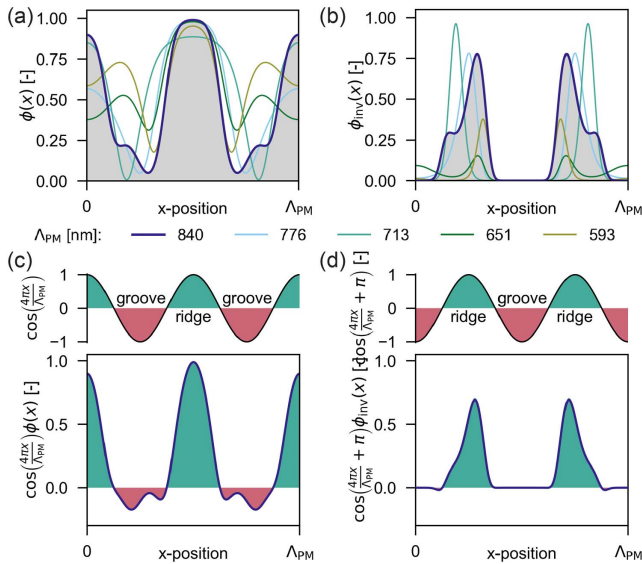 (a)
ϕ(x) [-]
1.00
0.75
0.50
0.25
0.00
0
x-position
Λ_PM
(b)
ϕ_inv(x) [-]
1.00
0.75
0.50
0.25
0.00
0
x-position
Λ_PM
Λ_PM [nm]:
840
776
713
651
593
(c)
cos(4πx/Λ_PM)
1
0
−1
groove
groove
ridge
cos(4πx/Λ_PM)ϕ(x) [-]
1.0
0.5
0.0
0
x-position
Λ_PM
(d)
cos(4πx/Λ_PM + π) [-]
1
0
−1
groove
ridge
ridge
cos(4πx/Λ_PM + π)ϕ_inv(x) [-]
1.0
0.5
0.0
0
x-position
Λ_PM